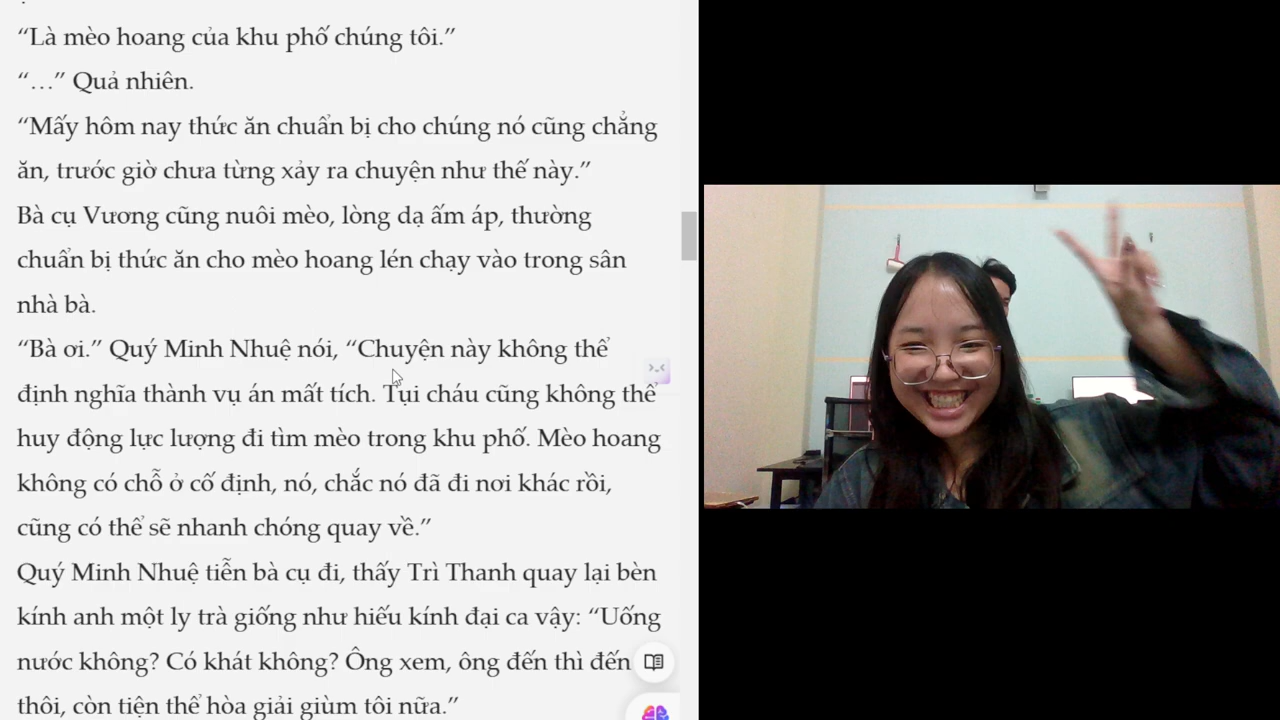 “Là mèo hoang của khu phố chúng tôi.”
“…” Quả nhiên.
“Mấy hôm nay thức ăn chuẩn bị cho chúng nó cũng chẳng
ăn, trước giờ chưa từng xảy ra chuyện như thế này.”
Bà cụ Vương cũng nuôi mèo, lòng dạ ấm áp, thường
chuẩn bị thức ăn cho mèo hoang lén chạy vào trong sân
nhà bà.
“Bà ơi.” Quý Minh Nhuệ nói, “Chuyện này không thể
định nghĩa thành vụ án mất tích. Tụi cháu cũng không thể
huy động lực lượng đi tìm mèo trong khu phố. Mèo hoang
không có chỗ ở cố định, nó, chắc nó đã đi nơi khác rồi,
cũng có thể sẽ nhanh chóng quay về.”
Quý Minh Nhuệ tiễn bà cụ đi, thấy Trì Thanh quay lại bèn
kính anh một ly trà giống như hiếu kính đại ca vậy: “Uống
nước không? Có khát không? Ông xem, ông đến thì đến
thôi, còn tiện thể hòa giải giùm tôi nữa.”